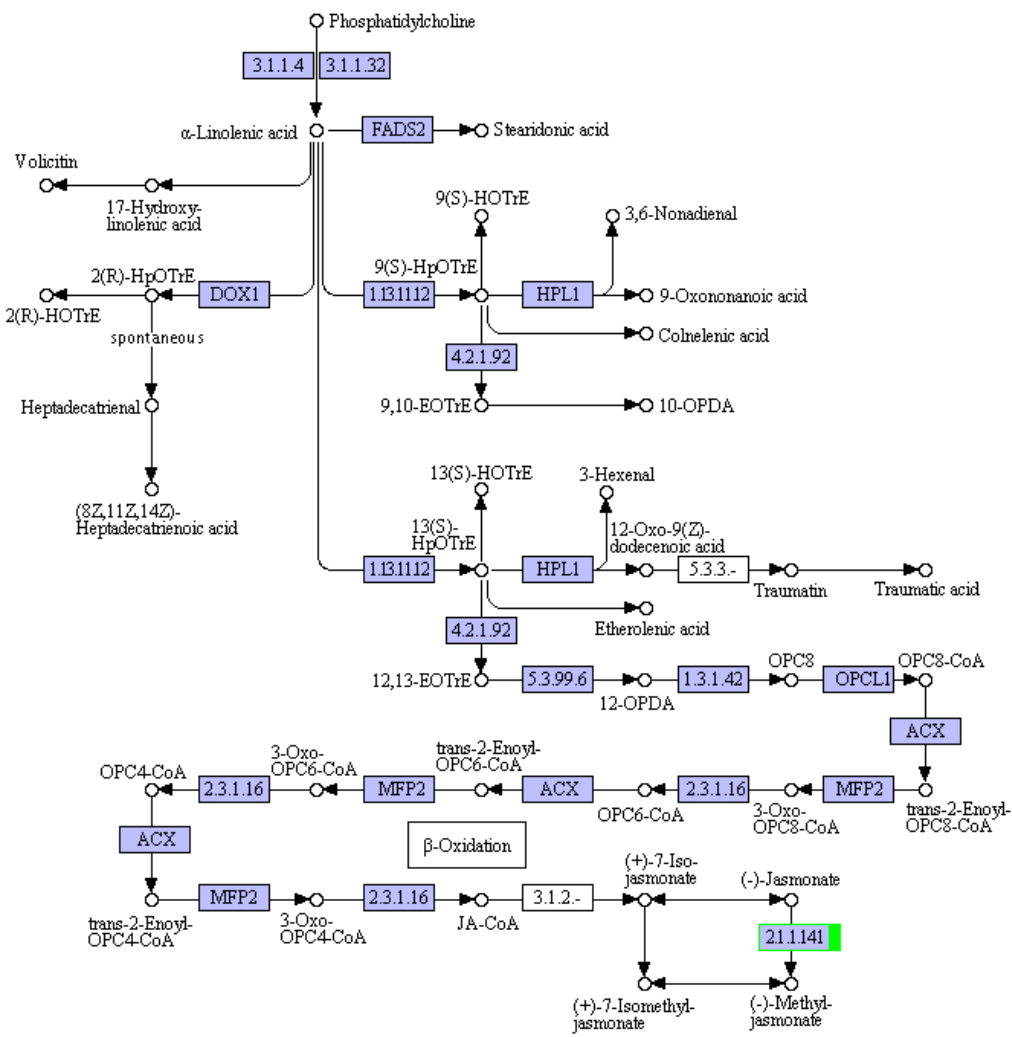 Phosphatidylcholine
3.1.1.4
3.1.1.32
α-Linolenic acid
FADS2
Stearidonic acid
Volicitin
17-Hydroxy-
linolenic acid
9(S)-HOTrE
3,6-Nonadienal
2(R)-HpOTrE
DOX1
9(S)-HpOTrE
1.13.1112
HPL1
9-Oxononanoic acid
2(R)-HOTrE
spontaneous
Colnelenic acid
4.2.1.92
Heptadecatrienal
9,10-EOTrE
10-OPDA
13(S)-HOTrE
3-Hexenal
(8Z,11Z,14Z)-
Heptadecatrienoic acid
13(S)-
HpOTrE
12-Oxo-9(Z)-
dodecenoic acid
1.13.1112
HPL1
5.3.3.-
Traumatin
Traumatic acid
4.2.1.92
Etherolenic acid
12,13-EOTrE
5.3.99.6
12-OPDA
1.3.1.42
OPC8
OPCL1
OPC8-CoA
ACX
OPC4-CoA
2.3.1.16
3-Oxo-
OPC6-CoA
MFP2
trans-2-Enoyl-
OPC6-CoA
ACX
OPC6-CoA
2.3.1.16
3-Oxo-
OPC8-CoA
MFP2
trans-2-Enoyl-
OPC8-CoA
ACX
β-Oxidation
(+)-7-Iso-
jasmonate
(-)-Jasmonate
trans-2-Enoyl-
OPC4-CoA
MFP2
3-Oxo-
OPC4-CoA
2.3.1.16
JA-CoA
3.1.2.-
2.1.1.141
(+)-7-Isomethyl-
jasmonate
(-)-Methyl-
jasmonate